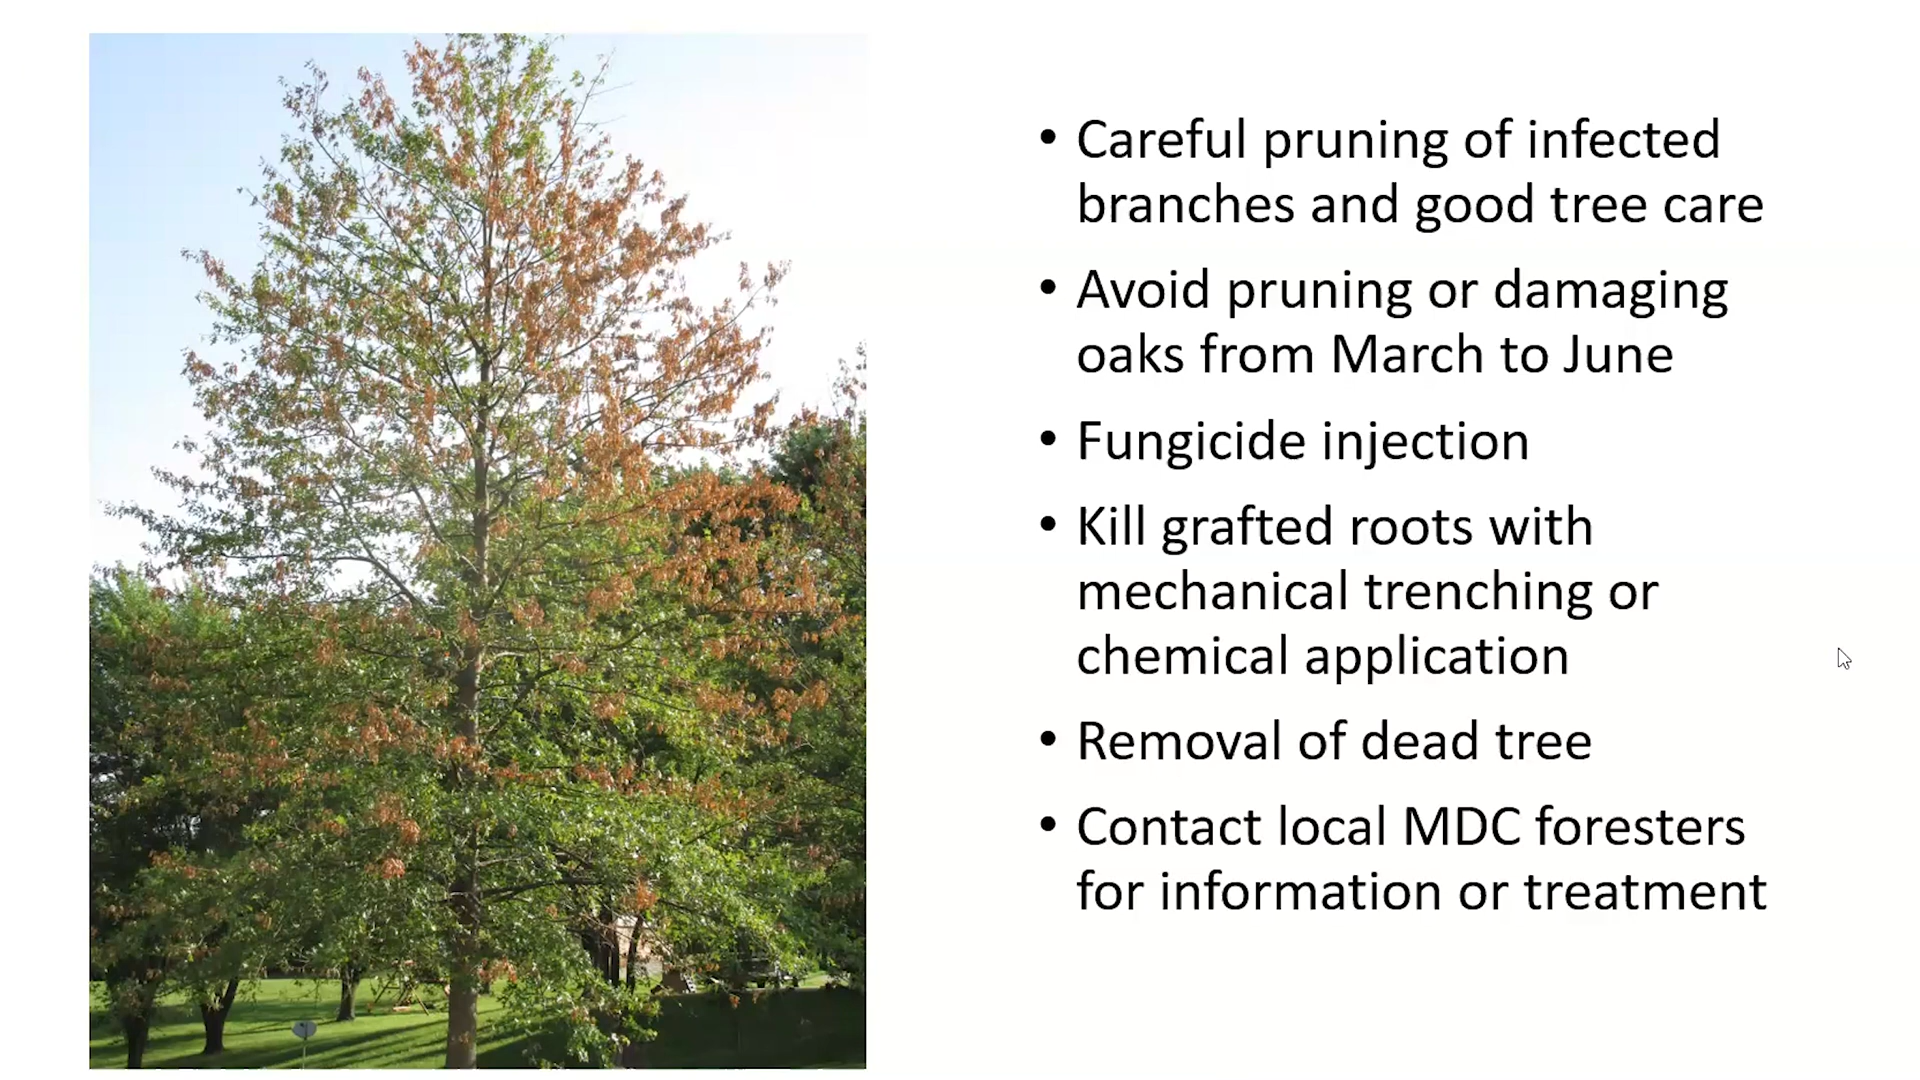 • Careful pruning of infected
branches and good tree care
• Avoid pruning or damaging
oaks from March to June
• Fungicide injection
• Kill grafted roots with
mechanical trenching or
chemical application
• Removal of dead tree
• Contact local MDC foresters
for information or treatment